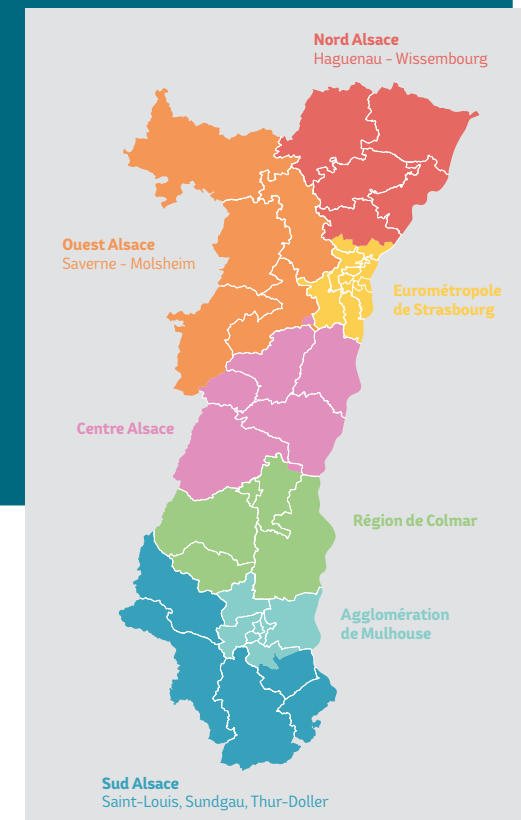 Nord Alsace
Haguenau - Wissembourg
Ouest Alsace
Saverne - Molsheim
Eurométropole
de Strasbourg
Centre Alsace
Région de Colmar
Agglomération
de Mulhouse
Sud Alsace
Saint-Louis, Sundgau, Thur-Doller